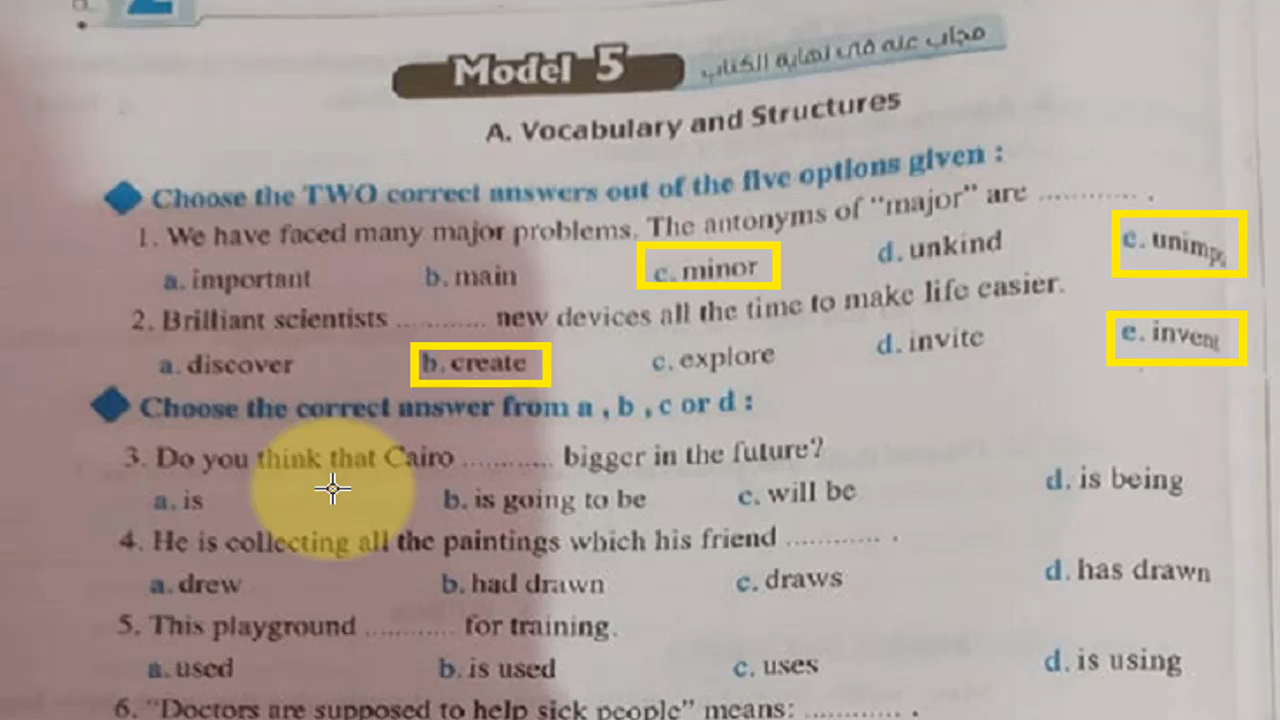 Model 5
مجاب عنه فى نهاية الكتاب
A. Vocabulary and Structures
Choose the TWO correct answers out of the five options given :
1. We have faced many major problems. The antonyms of "major" are ............ .
a. important b. main c. minor d. unkind
2. Brilliant scientists ............ new devices all the time to make life easier.
a. discover b. create c. explore d. invite e. invent
Choose the correct answer from a , b , c or d :
3. Do you think that Cairo ............ bigger in the future?
a. is b. is going to be c. will be d. is being
4. He is collecting all the paintings which his friend ............ .
a. drew b. had drawn c. draws d. has drawn
5. This playground ............ for training.
a. used b. is used c. uses d. is using
6. "Doctors are supposed to help sick people" means: ............ .